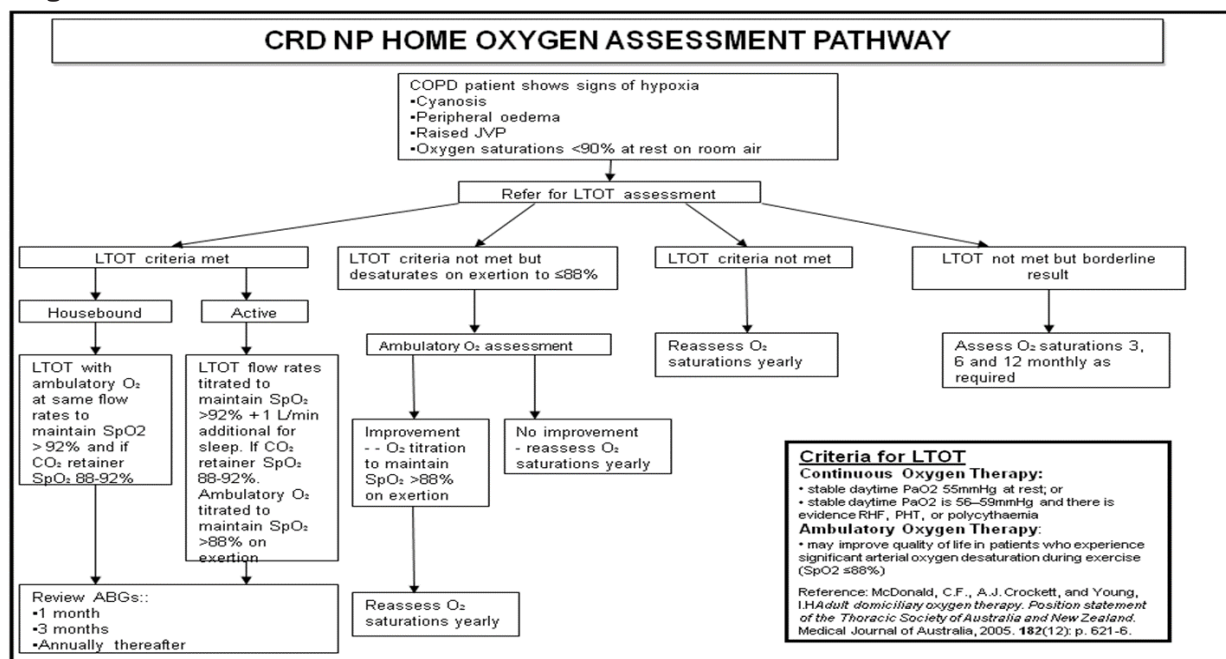 CRD NP HOME OXYGEN ASSESSMENT PATHWAY
COPD patient shows signs of hypoxia
•Cyanosis
•Peripheral oedema
•Raised JVP
•Oxygen saturations <90% at rest on room air
Refer for LTOT assessment
LTOT criteria met
LTOT criteria not met but
desaturates on exertion to ≤88%
LTOT criteria not met
LTOT not met but borderline
result
Housebound
Active
Ambulatory O₂ assessment
Reassess O₂
saturations yearly
Assess O₂ saturations 3,
6 and 12 monthly as
required
LTOT with
ambulatory O₂
at same flow
rates to
maintain SpO2
> 92% and if
CO₂ retainer
SpO₂ 88-92%
LTOT flow rates
titrated to
maintain SpO₂
>92% + 1 L/min
additional for
sleep. If CO₂
retainer SpO₂
88-92%.
Ambulatory O₂
titrated to
maintain SpO₂
>88% on
exertion
Improvement
- - O₂ titration
to maintain
SpO₂ >88%
on exertion
No improvement
- reassess O₂
saturations yearly
Review ABGs::
•1 month
•3 months
•Annually thereafter
Reassess O₂
saturations yearly
Criteria for LTOT
Continuous Oxygen Therapy:
• stable daytime PaO2 55mmHg at rest; or
• stable daytime PaO2 is 56–59mmHg and there is
evidence RHF, PHT, or polycythaemia
Ambulatory Oxygen Therapy:
• may improve quality of life in patients who experience
significant arterial oxygen desaturation during exercise
(SpO2 ≤88%)
Reference: McDonald, C.F., A.J. Crockett, and Young,
I.HAdult domiciliary oxygen therapy. Position statement
of the Thoracic Society of Australia and New Zealand.
Medical Journal of Australia, 2005. 182(12): p. 621-6.